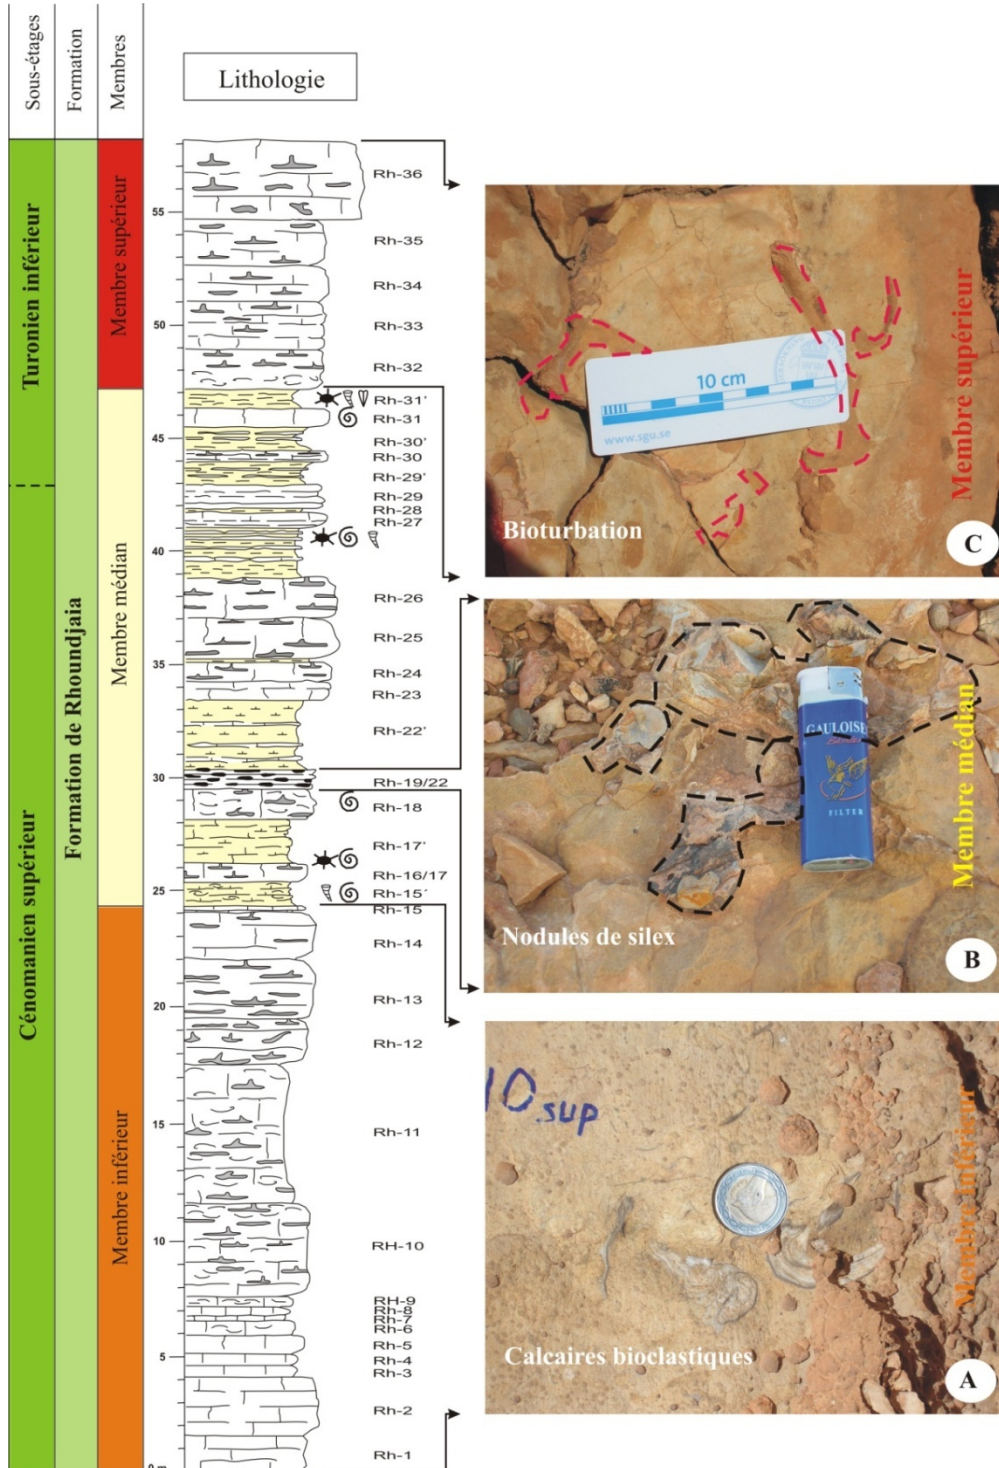 Sous-étages
Formation
Membres
Lithologie
Turonien inférieur
Cénomanien supérieur
Formation de Rhoundjaia
Membre supérieur
Membre médian
Membre inférieur
55
50
45
40
35
30
25
20
15
10
5
0 m
Rh-36
Rh-35
Rh-34
Rh-33
Rh-32
Rh-31'
Rh-31
Rh-30'
Rh-30
Rh-29'
Rh-29
Rh-28
Rh-27
Rh-26
Rh-25
Rh-24
Rh-23
Rh-22'
Rh-19/22
Rh-18
Rh-17'
Rh-16/17
Rh-15'
Rh-15
Rh-14
Rh-13
Rh-12
Rh-11
RH-10
RH-9
Rh-8
Rh-7
Rh-6
Rh-5
Rh-4
Rh-3
Rh-2
Rh-1
10 cm
www.sgu.se
Bioturbation
Membre supérieur
C
GAULOISES
FILTER
Nodules de silex
Membre médian
B
10 sup
Calcaires bioclastiques
Membre inférieur
A